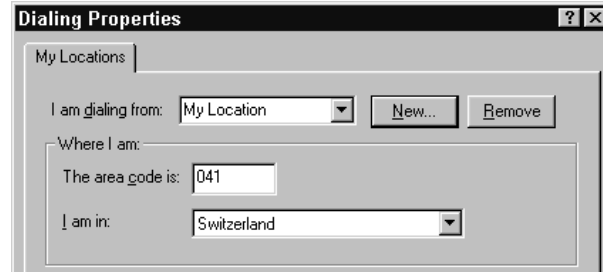 Dialing Properties
My Locations
I am dialing from: My Location New... Remove
Where I am:
The area code is: 041
I am in: Switzerland